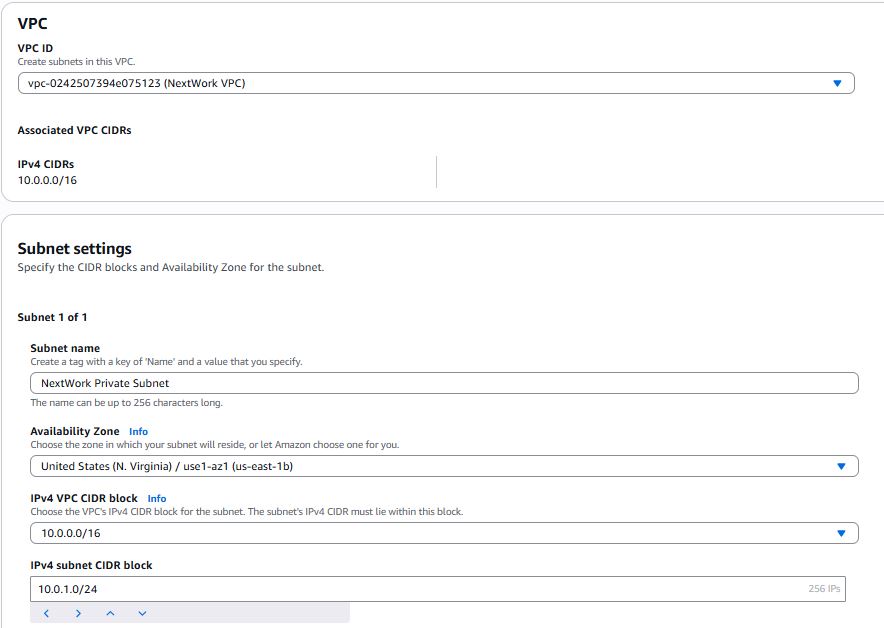 VPC
VPC ID
Create subnets in this VPC.
vpc-0242507394e075123 (NextWork VPC)
Associated VPC CIDRs
IPv4 CIDRs
10.0.0.0/16
Subnet settings
Specify the CIDR blocks and Availability Zone for the subnet.
Subnet 1 of 1
Subnet name
Create a tag with a key of 'Name' and a value that you specify.
NextWork Private Subnet
The name can be up to 256 characters long.
Availability Zone Info
Choose the zone in which your subnet will reside, or let Amazon choose one for you.
United States (N. Virginia) / use1-az1 (us-east-1b)
IPv4 VPC CIDR block Info
Choose the VPC's IPv4 CIDR block for the subnet. The subnet's IPv4 CIDR must lie within this block.
10.0.0.0/16
IPv4 subnet CIDR block
10.0.1.0/24 256 IPs